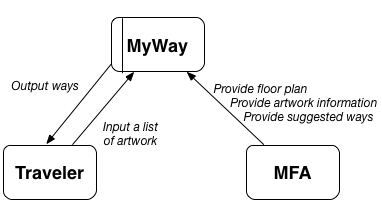 MyWay
Output ways
Provide floor plan
Provide artwork information
Provide suggested ways
Input a list
of artwork
Traveler
MFA